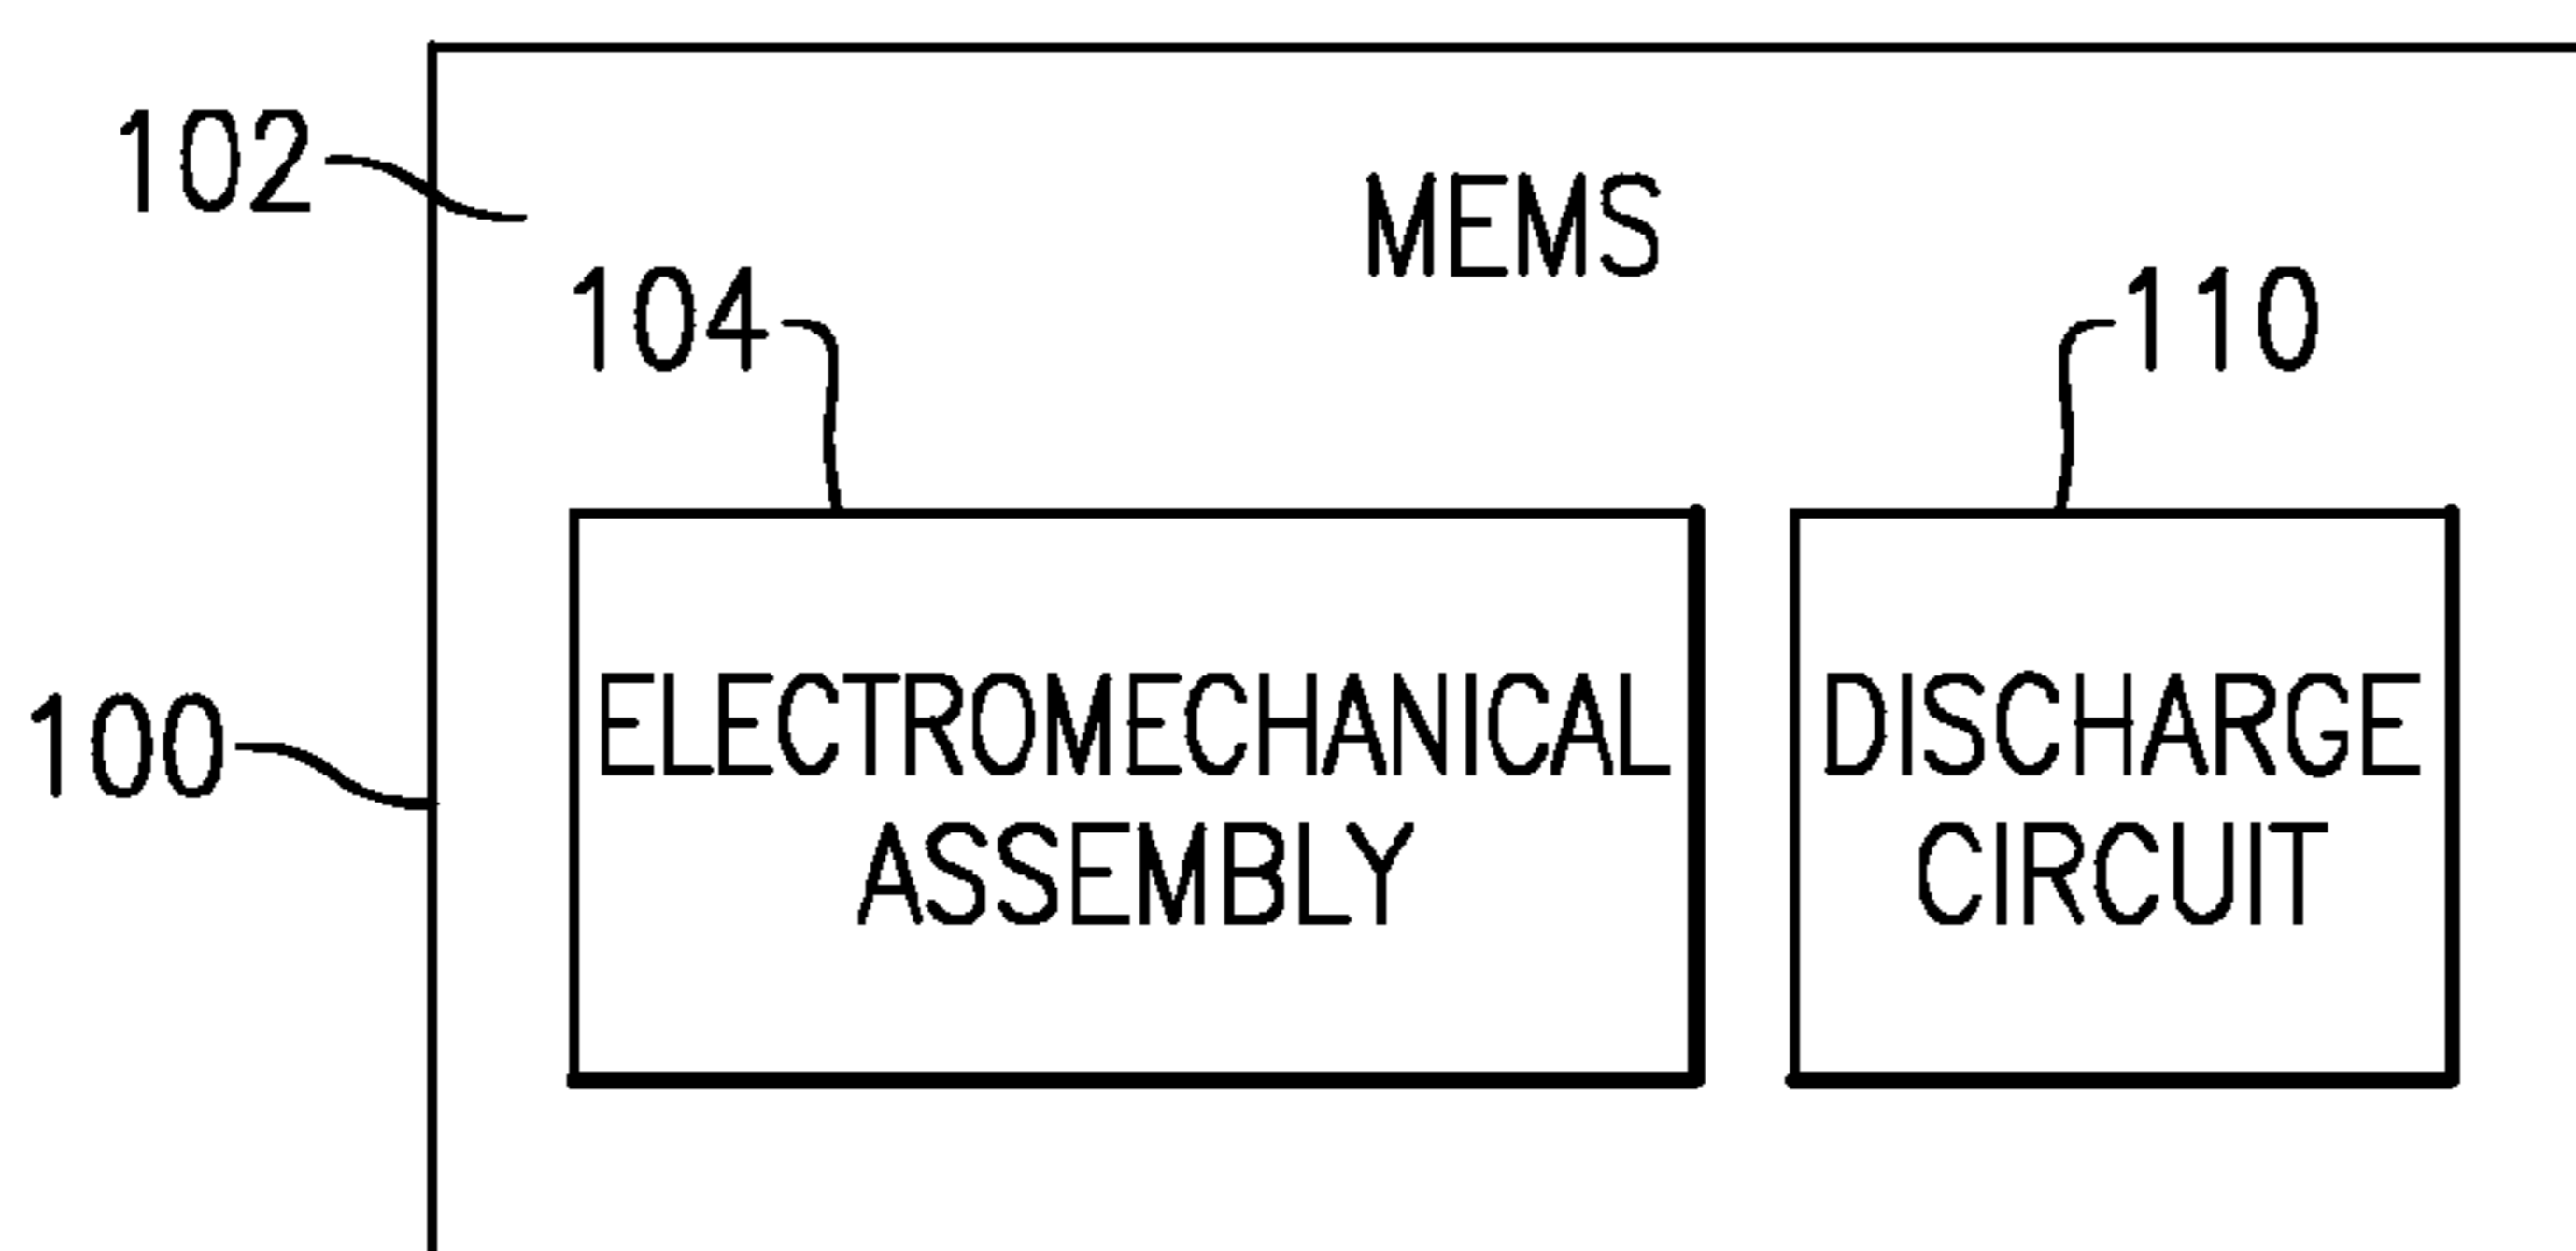 102
MEMS
104
110
100
ELECTROMECHANICAL
ASSEMBLY
DISCHARGE
CIRCUIT